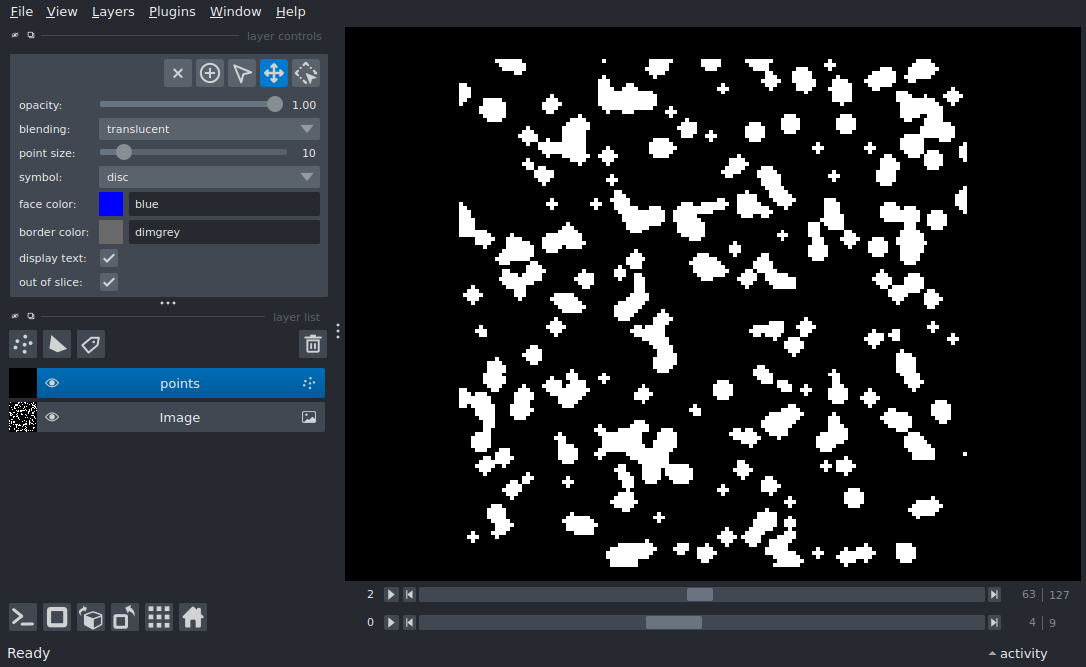 File View Layers Plugins Window Help
layer controls
opacity: 1.00
blending: translucent
point size: 10
symbol: disc
face color: blue
border color: dimgrey
display text:
out of slice:
layer list
points
Image
2 63 127
0 4 9
Ready activity